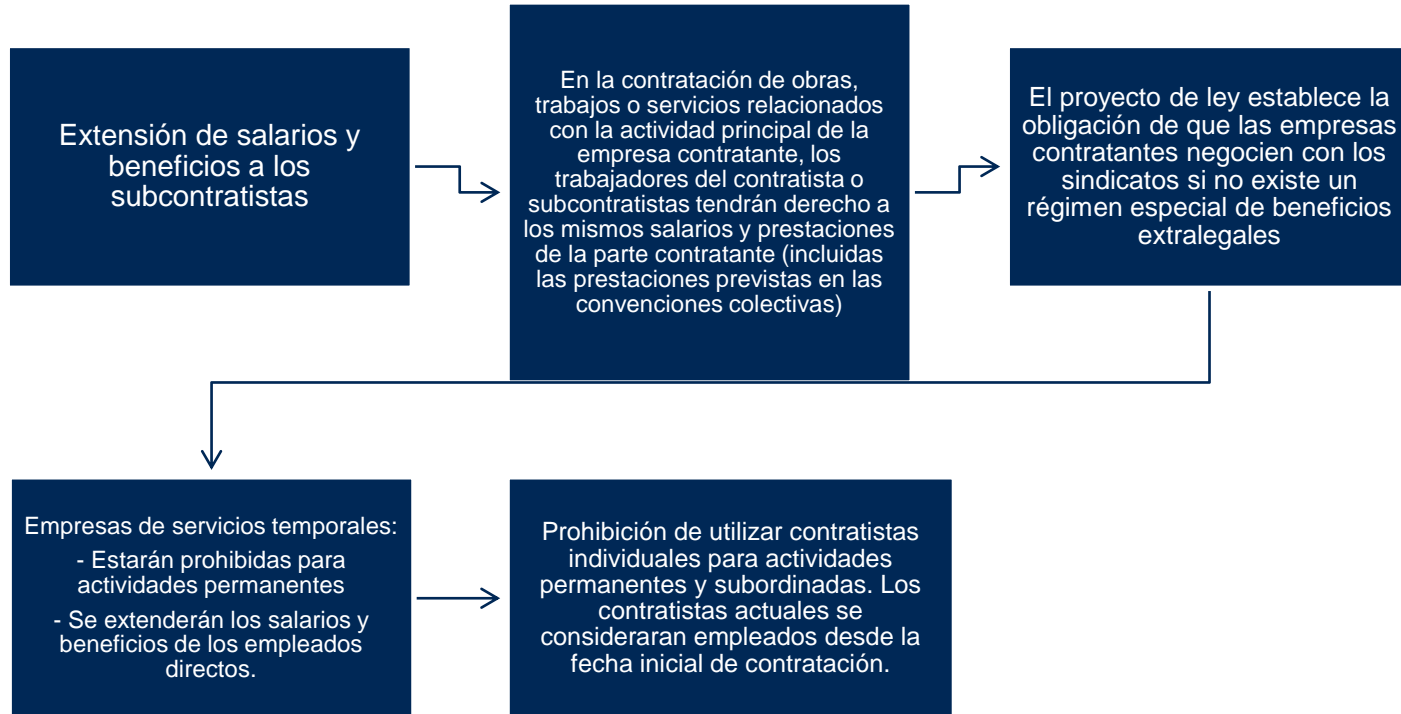 Extensión de salarios y
beneficios a los
subcontratistas
En la contratación de obras,
trabajos o servicios relacionados
con la actividad principal de la
empresa contratante, los
trabajadores del contratista o
subcontratistas tendrán derecho a
los mismos salarios y prestaciones
de la parte contratante (incluidas
las prestaciones previstas en las
convenciones colectivas)
El proyecto de ley establece la
obligación de que las empresas
contratantes negocien con los
sindicatos si no existe un
régimen especial de beneficios
extralegales
Empresas de servicios temporales:
- Estarán prohibidas para
actividades permanentes
- Se extenderán los salarios y
beneficios de los empleados
directos.
Prohibición de utilizar contratistas
individuales para actividades
permanentes y subordinadas. Los
contratistas actuales se
consideraran empleados desde la
fecha inicial de contratación.